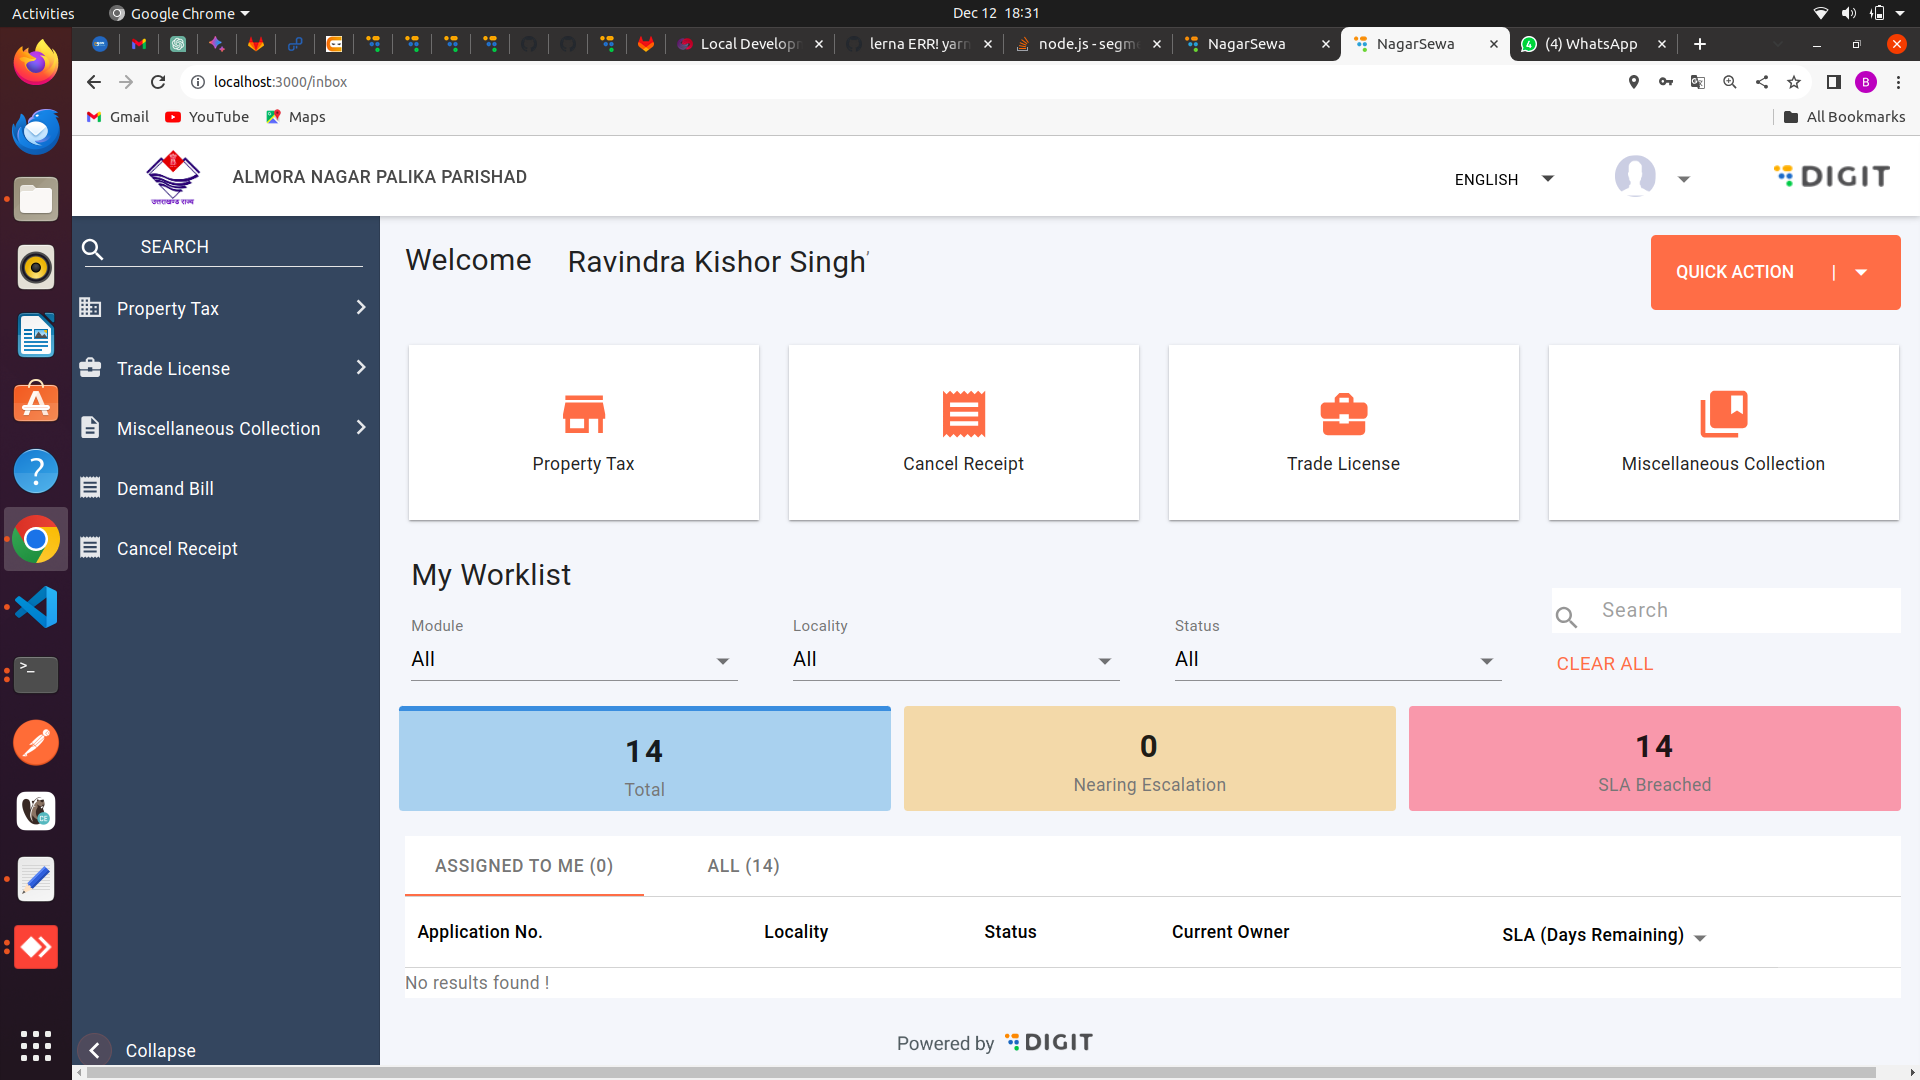 Activities
Google Chrome
Dec 12 18:31
Local Develop
lerna ERR! yarn
node.js - segm
NagarSewa
NagarSewa
(4) WhatsApp
localhost:3000/inbox
B
Gmail
YouTube
Maps
All Bookmarks
उत्तराखण्ड राज्य
ALMORA NAGAR PALIKA PARISHAD
ENGLISH
DIGIT
SEARCH
Property Tax
Trade License
Miscellaneous Collection
Demand Bill
Cancel Receipt
Collapse
Welcome Ravindra Kishor Singh'
QUICK ACTION |
Property Tax
Cancel Receipt
Trade License
Miscellaneous Collection
My Worklist
Module
All
Locality
All
Status
All
Search
CLEAR ALL
14
Total
0
Nearing Escalation
14
SLA Breached
ASSIGNED TO ME (0)
ALL (14)
Application No.
Locality
Status
Current Owner
SLA (Days Remaining)
No results found !
Powered by DIGIT